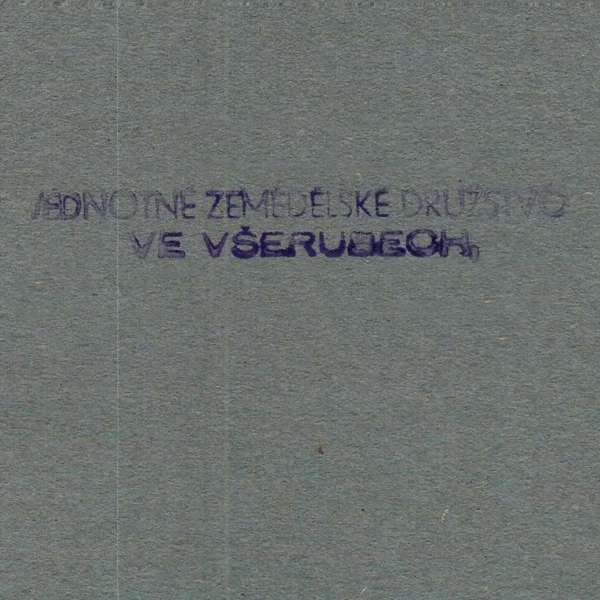 JEDNOTNÉ ZEMĚDĚLSKÉ DRUŽSTVO
VE VŠERUBECH,